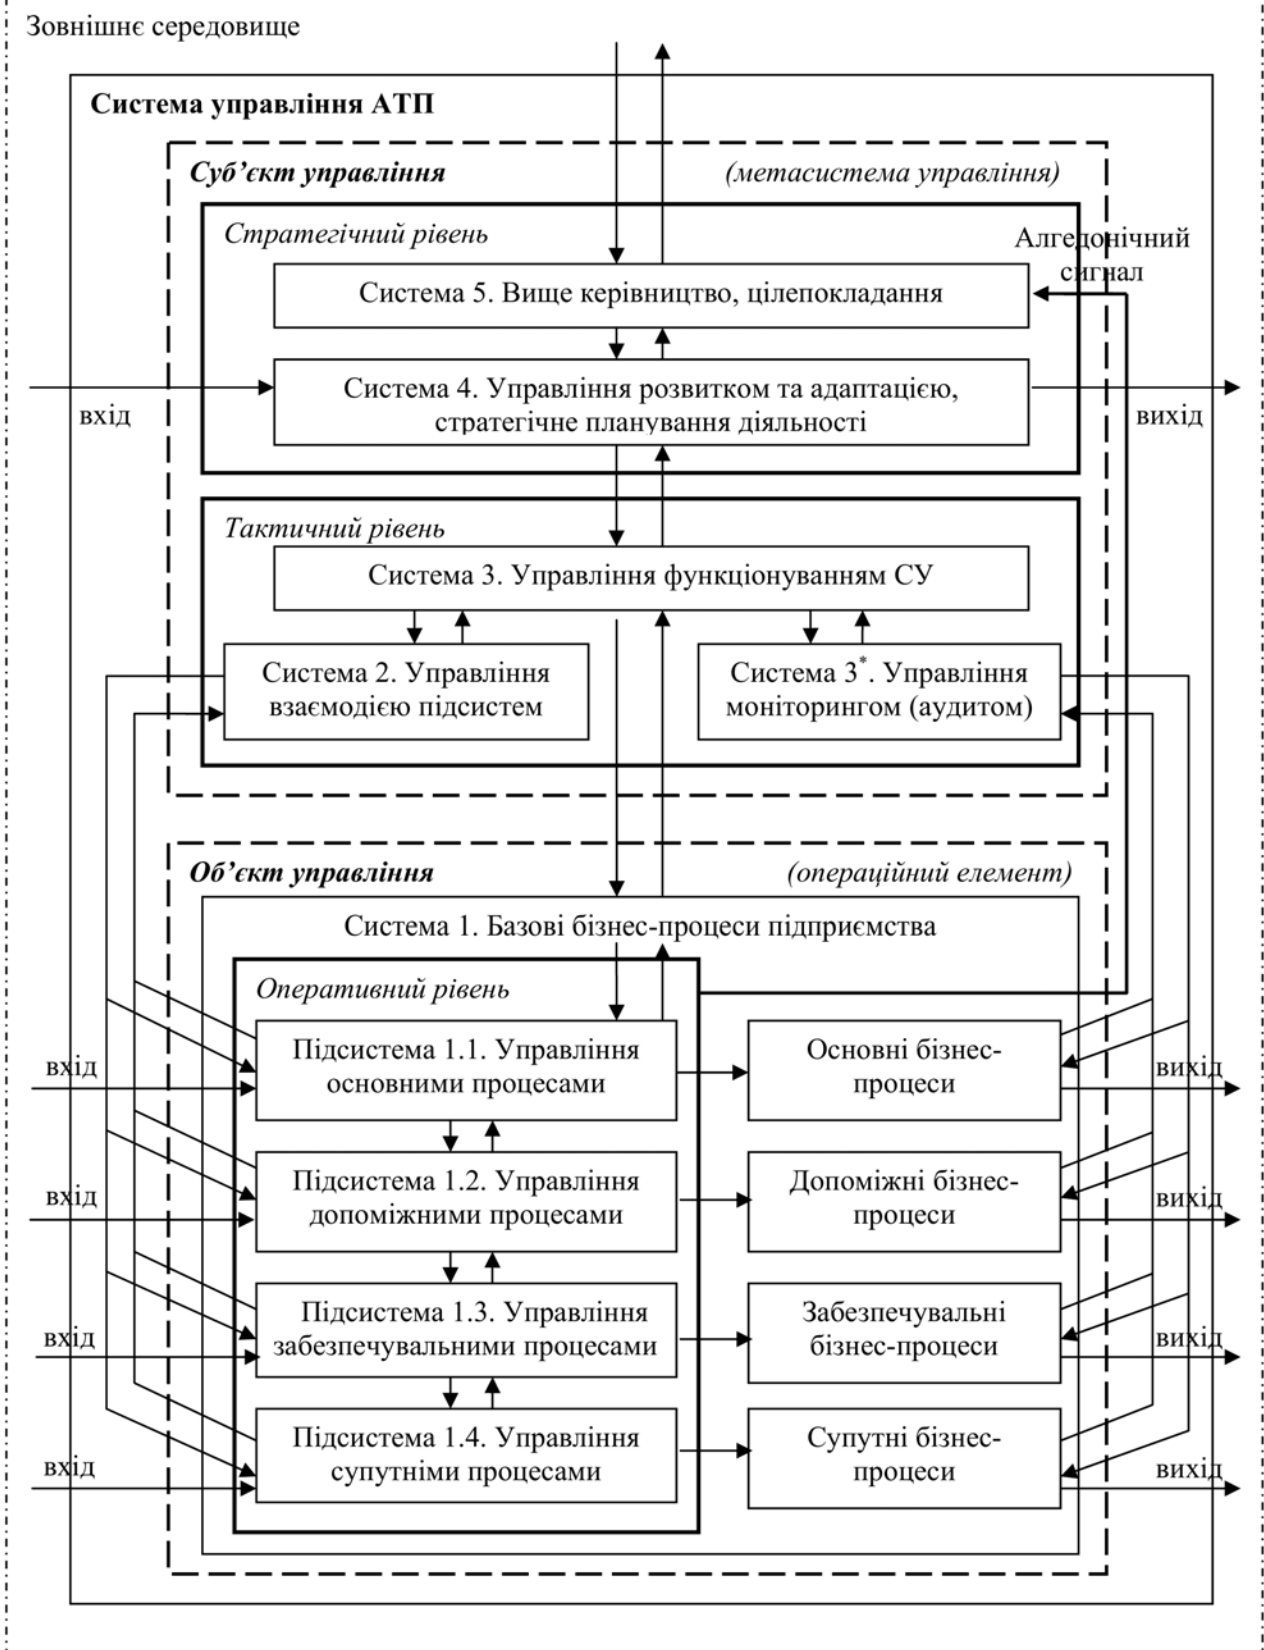 Зовнішнє середовище
Система управління АТП
Суб’єкт управління (метасистема управління)
Стратегічний рівень
Алгедонічний
сигнал
Система 5. Вище керівництво, цілепокладання
Система 4. Управління розвитком та адаптацією,
стратегічне планування діяльності
вхід
вихід
Тактичний рівень
Система 3. Управління функціонуванням СУ
Система 2. Управління
взаємодією підсистем
Система 3*. Управління
моніторингом (аудитом)
Об’єкт управління (операційний елемент)
Система 1. Базові бізнес-процеси підприємства
Оперативний рівень
вхід
Підсистема 1.1. Управління
основними процесами
Основні бізнес-
процеси
вихід
вхід
Підсистема 1.2. Управління
допоміжними процесами
Допоміжні бізнес-
процеси
вихід
вхід
Підсистема 1.3. Управління
забезпечувальними процесами
Забезпечувальні
бізнес-процеси
вихід
вхід
Підсистема 1.4. Управління
супутніми процесами
Супутні бізнес-
процеси
вихід